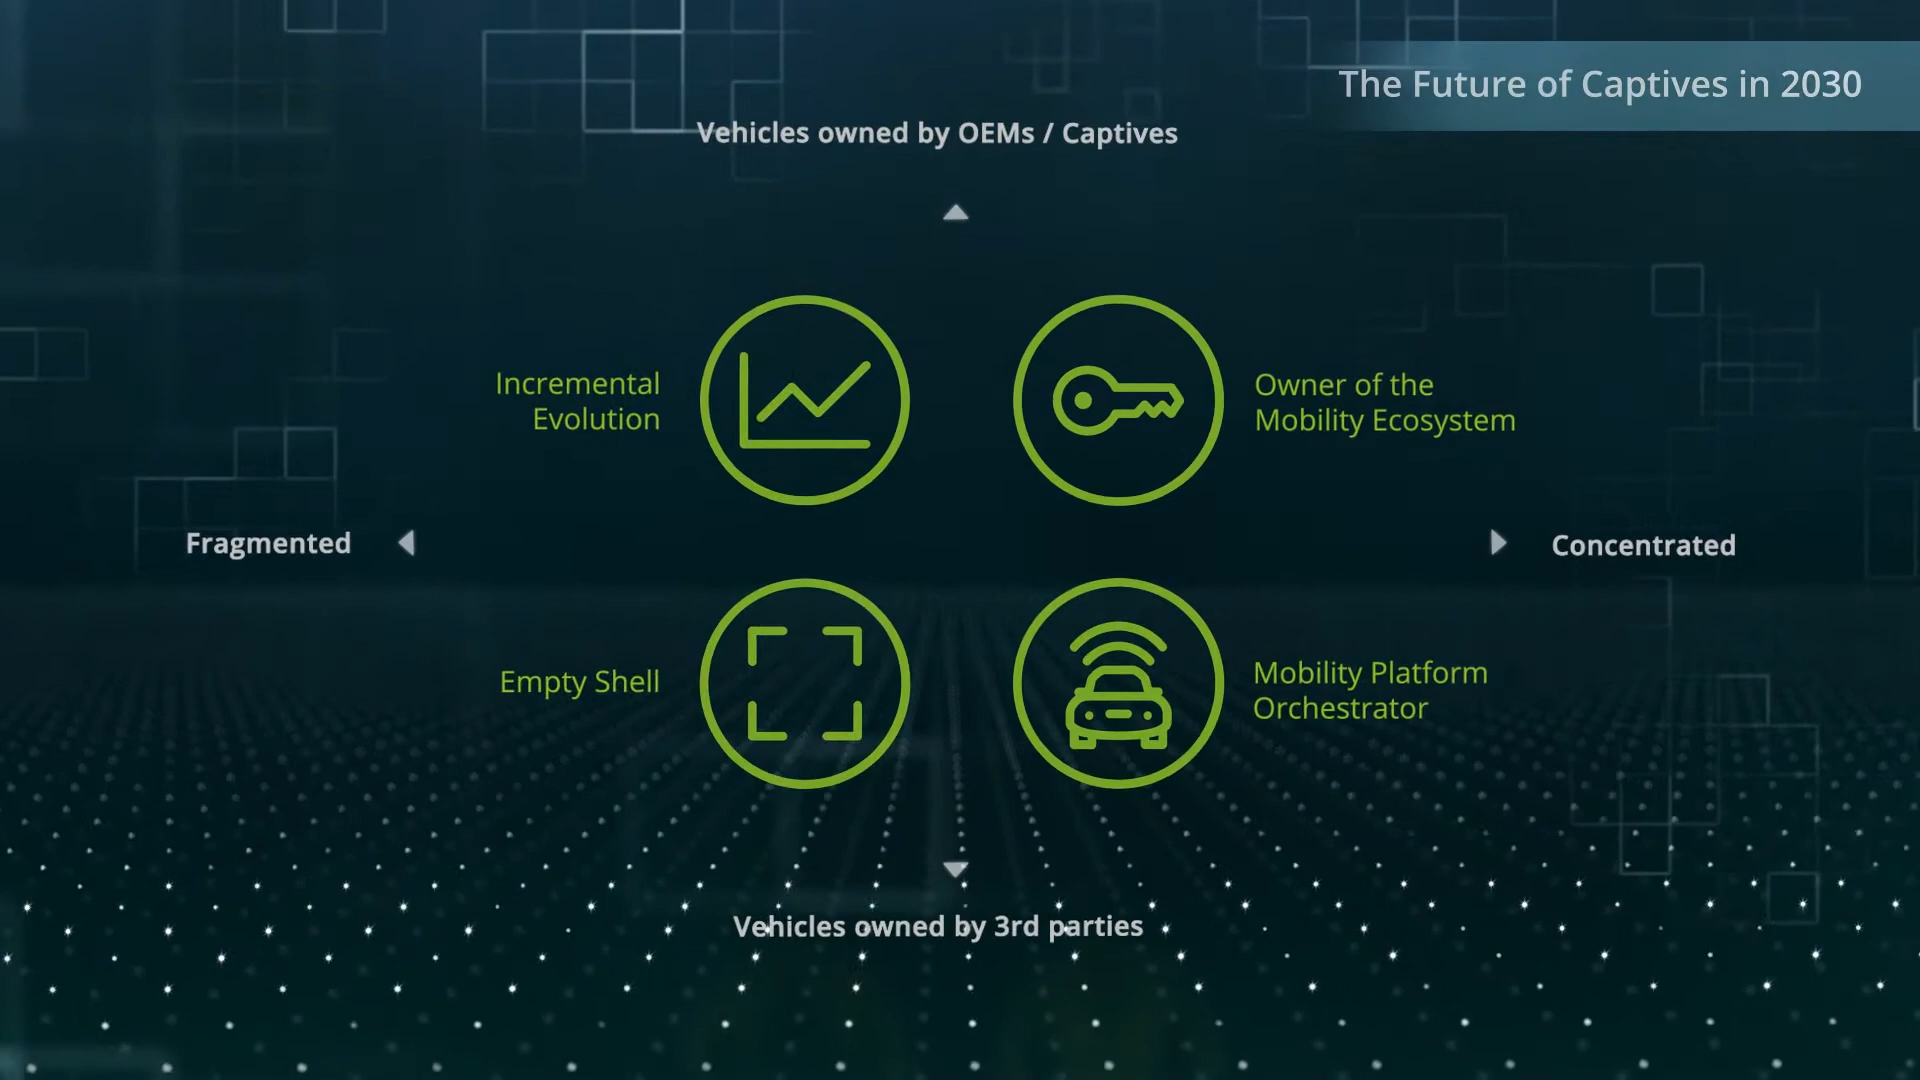 The Future of Captives in 2030
Vehicles owned by OEMs / Captives
Incremental
Evolution
Owner of the
Mobility Ecosystem
Fragmented
Concentrated
Empty Shell
Mobility Platform
Orchestrator
Vehicles owned by 3rd parties